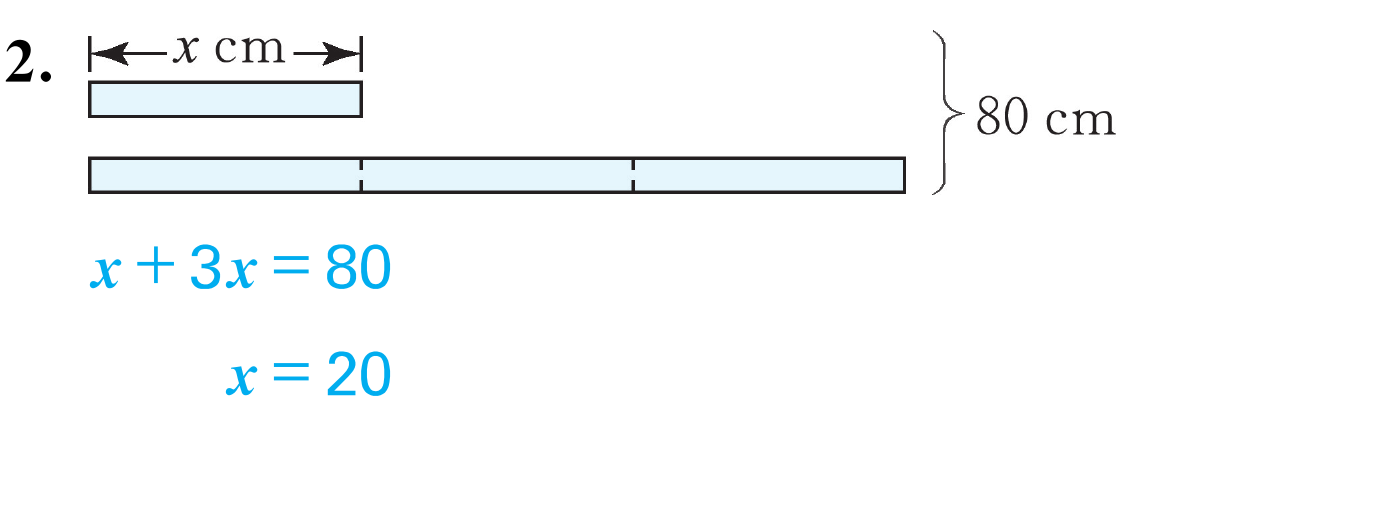 2.
x cm
80 cm
x + 3x = 80
x = 20